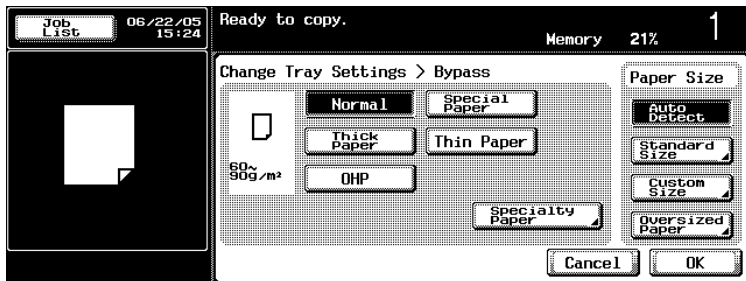 Job
List
06/22/05
15:24
Ready to copy.
Memory 21% 1
Change Tray Settings > Bypass
Normal
Special
Paper
Thick
Paper
Thin Paper
60~
90g/m²
OHP
Specialty
Paper
Paper Size
Auto
Detect
Standard
Size
Custom
Size
Oversized
Paper
Cancel
OK